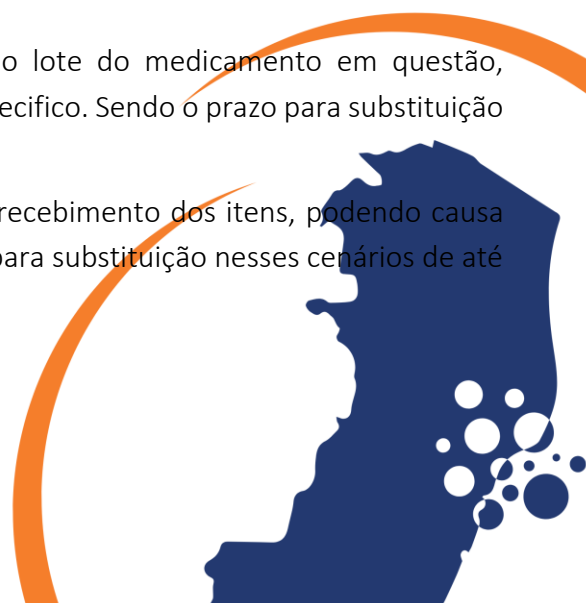 o lote do medicamento em questão,
ecifico. Sendo o prazo para substituição
recebimento dos itens, podendo causa
para substituição nesses cenários de até